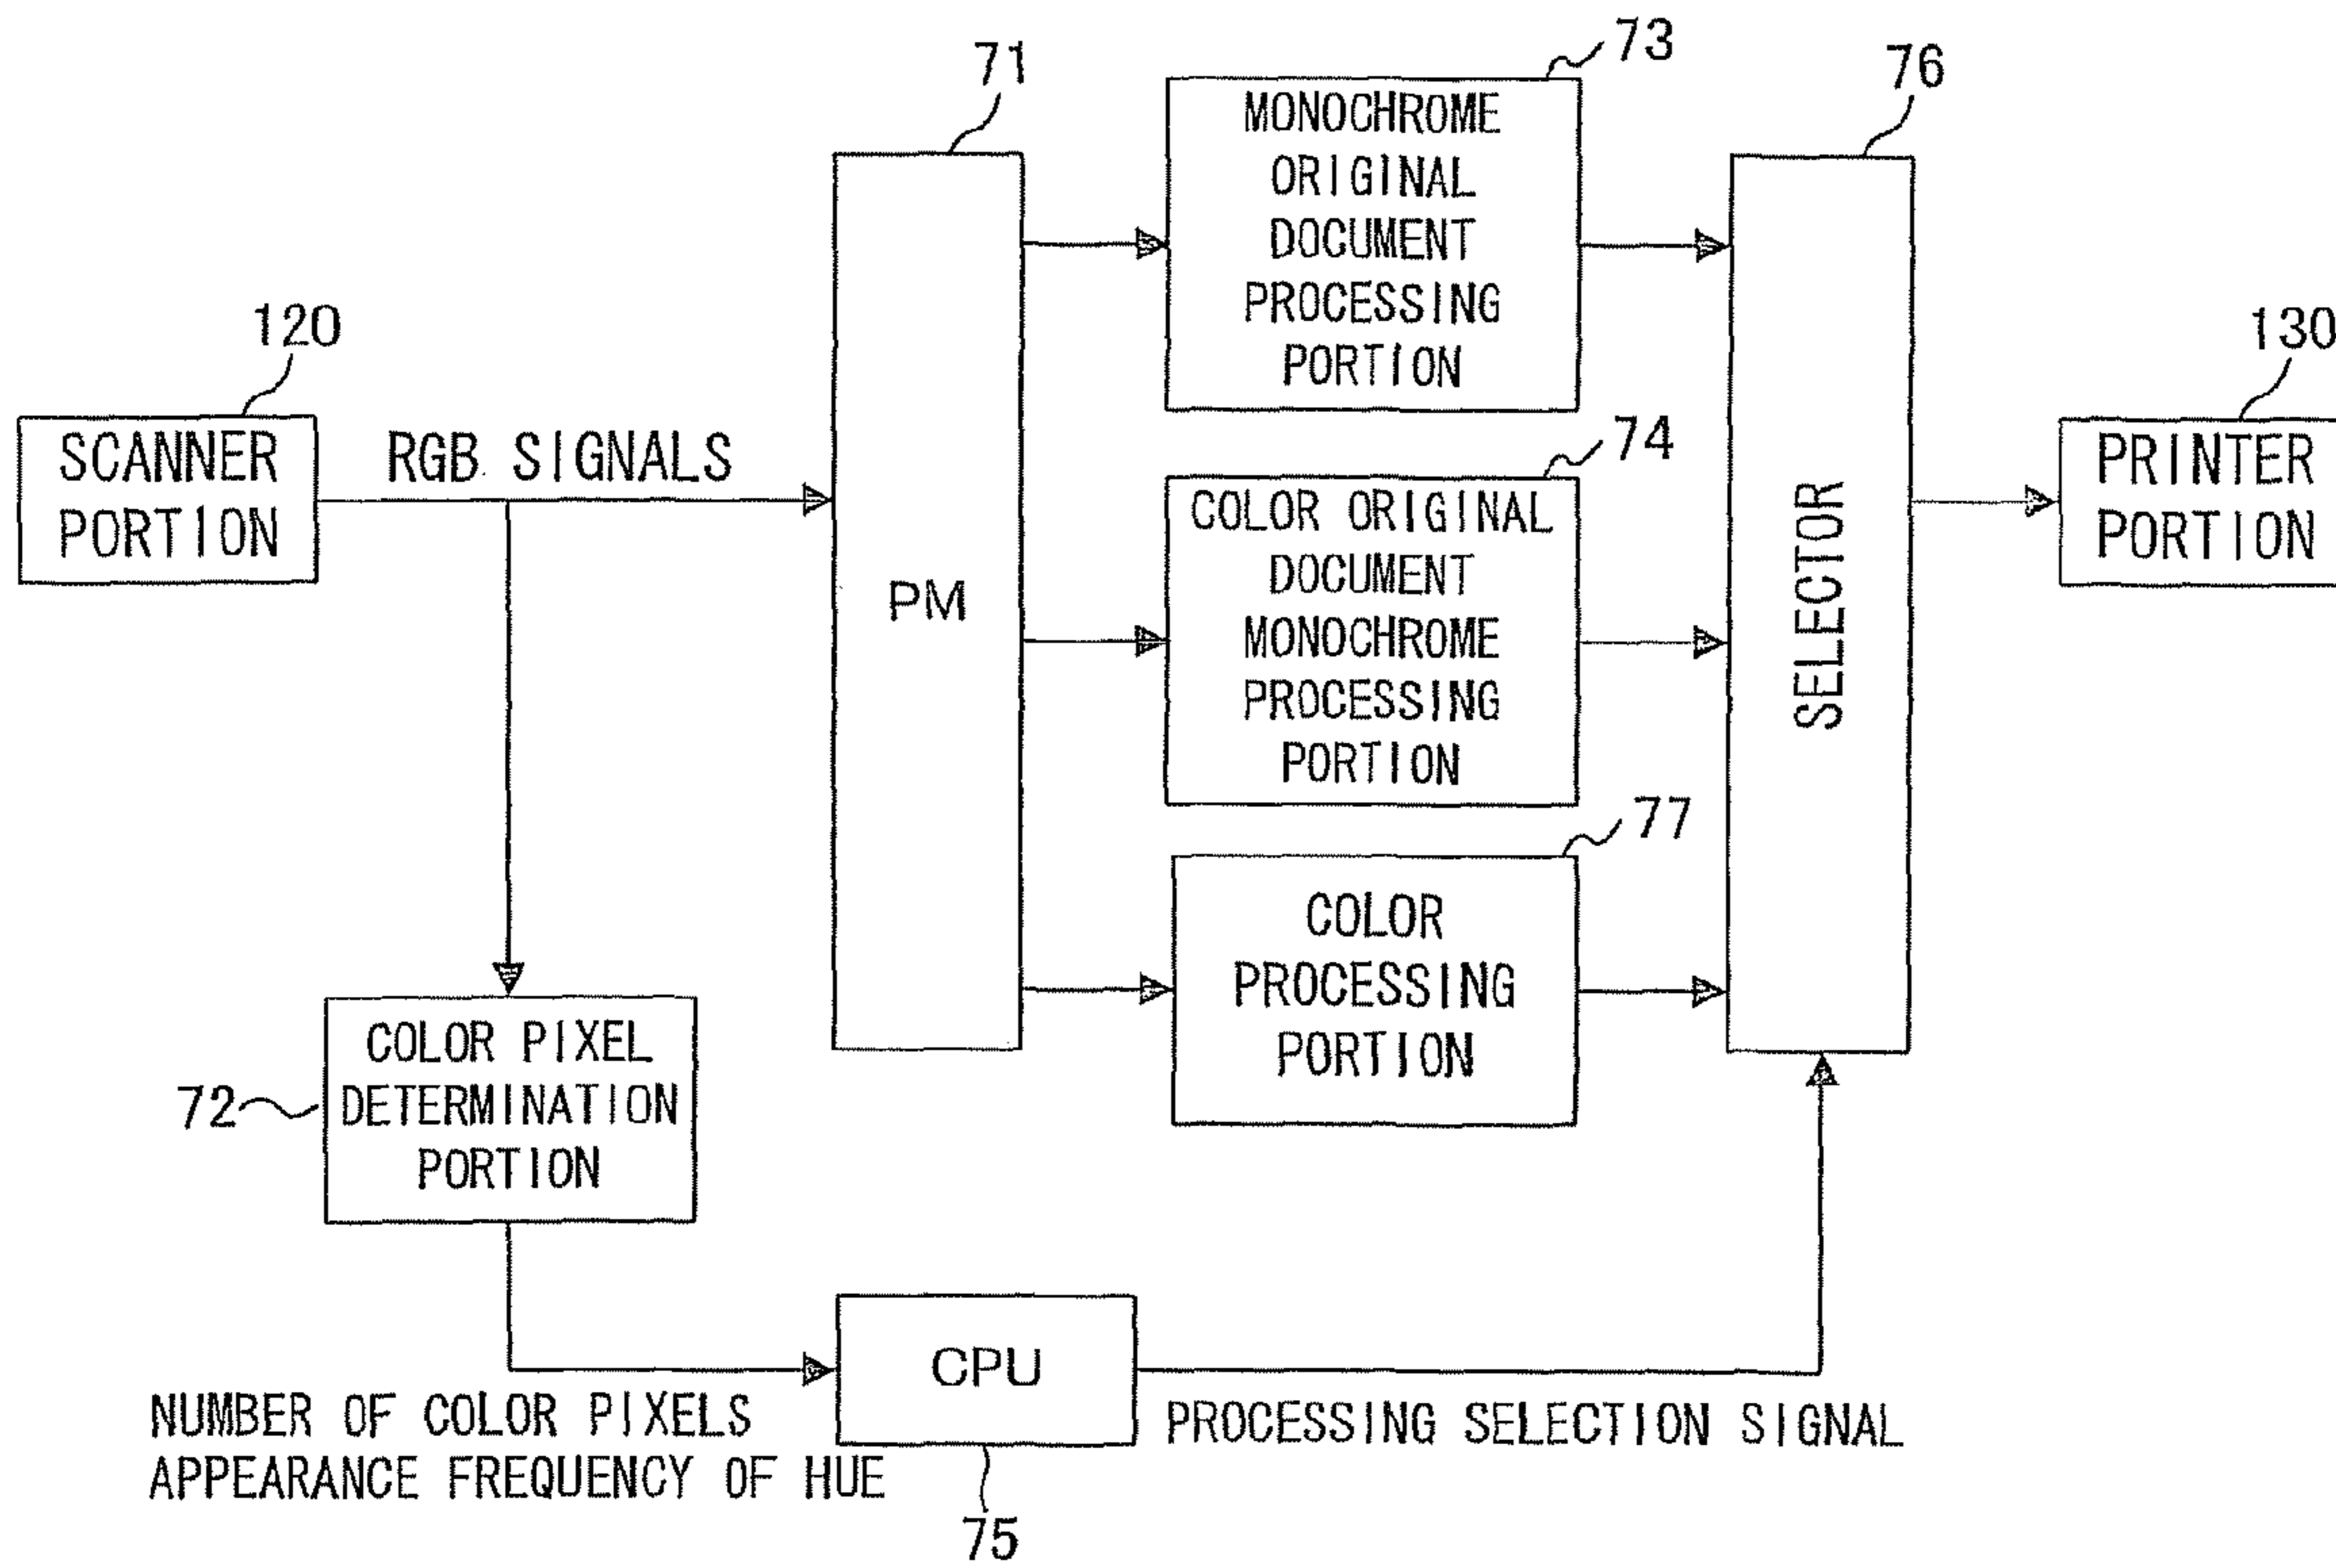 71
73
76
MONOCHROME
ORIGINAL
DOCUMENT
PROCESSING
PORTION
120
130
SCANNER
PORTION
RGB SIGNALS
PM
74
COLOR ORIGINAL
DOCUMENT
MONOCHROME
PROCESSING
PORTION
SELECTOR
PRINTER
PORTION
77
COLOR
PROCESSING
PORTION
72
COLOR PIXEL
DETERMINATION
PORTION
CPU
NUMBER OF COLOR PIXELS
APPEARANCE FREQUENCY OF HUE
PROCESSING SELECTION SIGNAL
75